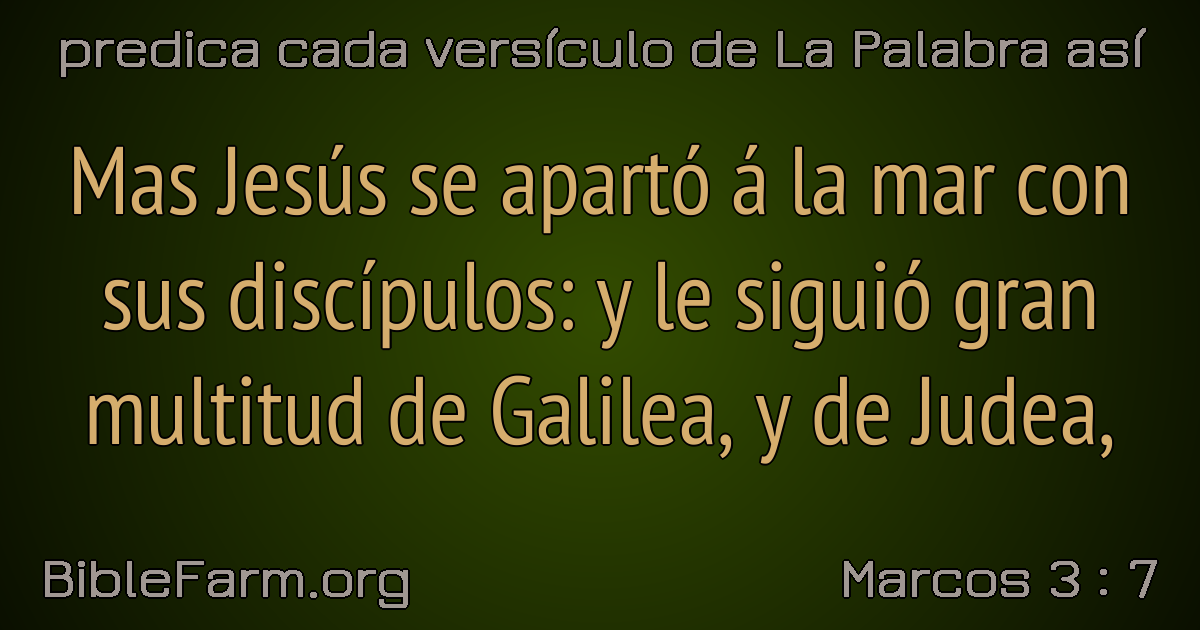 predica cada versículo de La Palabra así
Mas Jesús se apartó á la mar con
sus discípulos: y le siguió gran
multitud de Galilea, y de Judea,
BibleFarm.org
Marcos 3 : 7